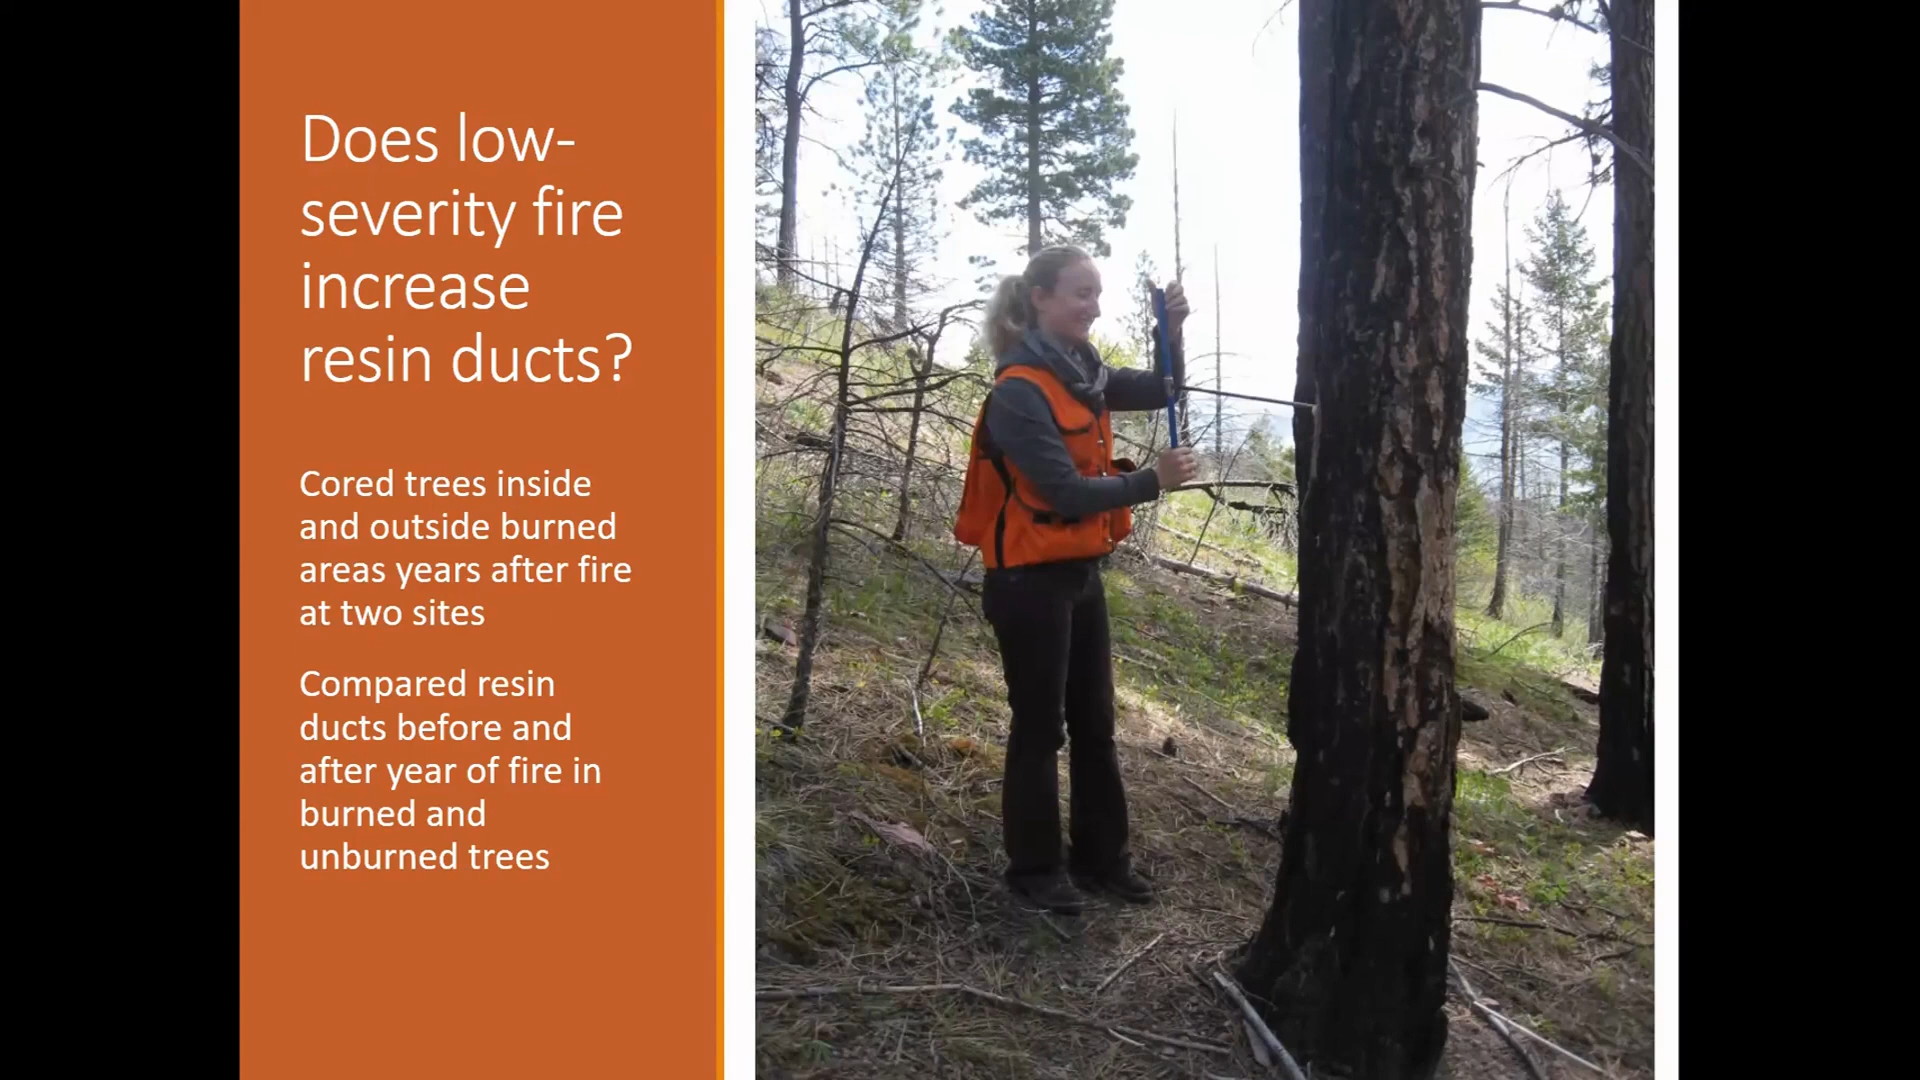 Does low-
severity fire
increase
resin ducts?
Cored trees inside
and outside burned
areas years after fire
at two sites
Compared resin
ducts before and
after year of fire in
burned and
unburned trees